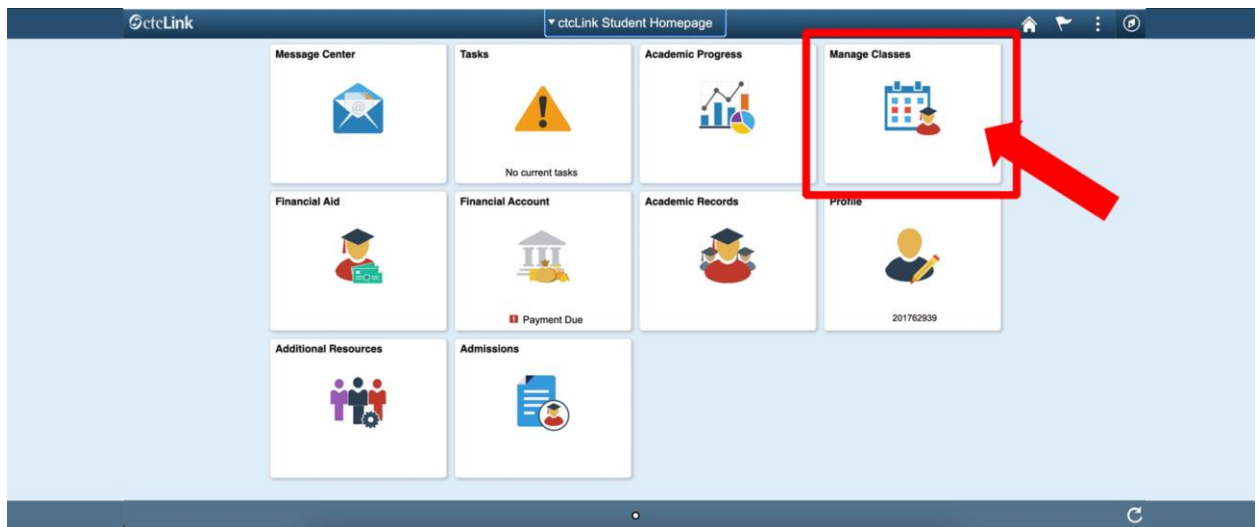 ctcLink
ctcLink Student Homepage
Message Center
Tasks
Academic Progress
Manage Classes
No current tasks
Financial Aid
Financial Account
Academic Records
Profile
Payment Due
201762939
Additional Resources
Admissions